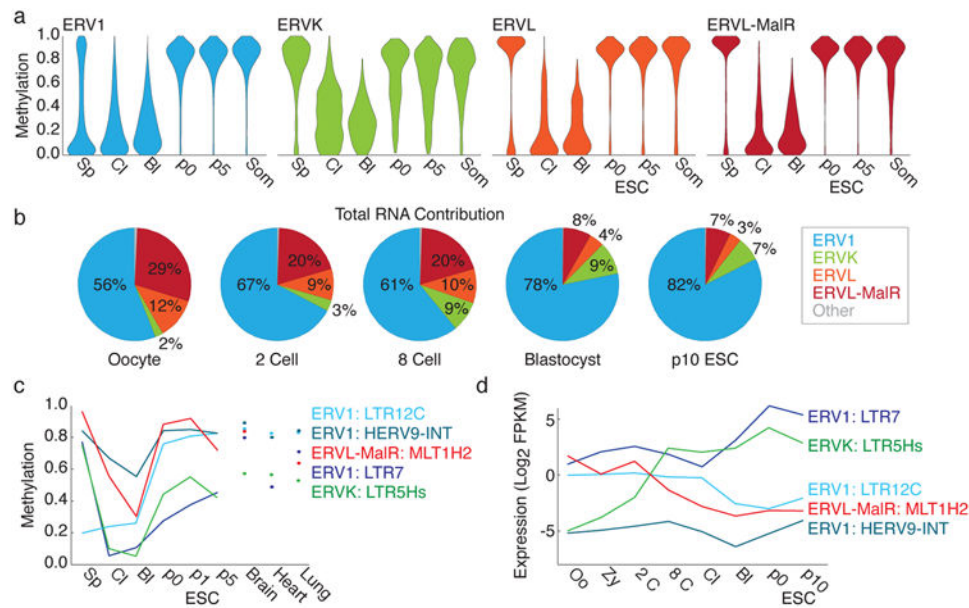 a
ERV1
ERVK
ERVL
ERVL-MalR
Methylation
1.0
0.8
0.6
0.4
0.2
0.0
Sp Cl Bl p0 p5 Som
Sp Cl Bl p0 p5 Som
Sp Cl Bl p0 p5 Som
ESC
Sp Cl Bl p0 p5 Som
ESC
b
Total RNA Contribution
56% 29% 12% 2%
Oocyte
67% 20% 9% 3%
2 Cell
61% 20% 10% 9%
8 Cell
78% 8% 4% 9%
Blastocyst
82% 7% 3% 7%
p10 ESC
ERV1
ERVK
ERVL
ERVL-MalR
Other
c
Methylation
1.0
0.8
0.6
0.4
0.2
0.0
Sp Cl Bl p0 p1 p5 Brain Heart Lung
ESC
ERV1: LTR12C
ERV1: HERV9-INT
ERVL-MalR: MLT1H2
ERV1: LTR7
ERVK: LTR5Hs
d
Expression (Log2 FPKM)
5
0
-5
Oo Zy 2 C 8 C Cl Bl p0 p10
ESC
ERV1: LTR7
ERVK: LTR5Hs
ERV1: LTR12C
ERVL-MalR: MLT1H2
ERV1: HERV9-INT